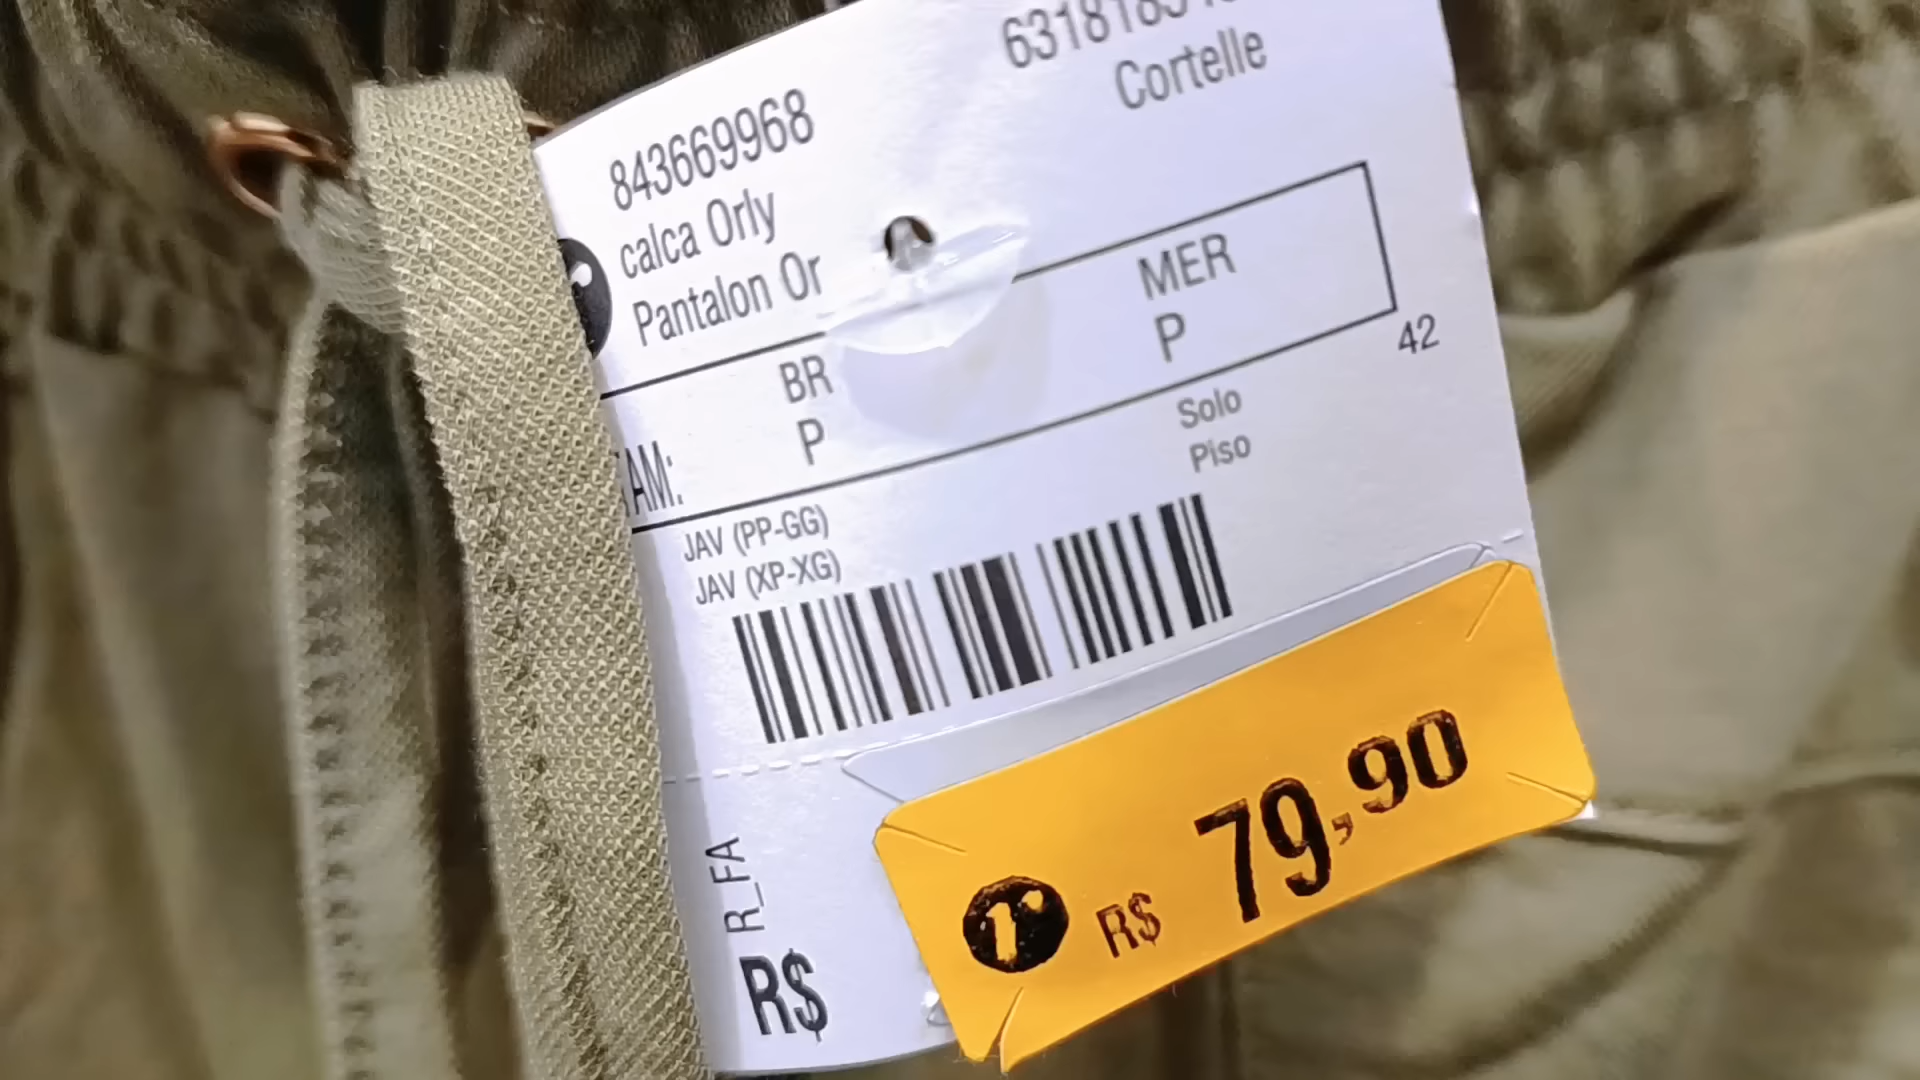 843669968
Cortelle
calca Orly
Pantalon Or
BR MER
TAM: P P
42
Solo
Piso
JAV (PP-GG)
JAV (XP-XG)
R_FA
R$
r R$ 79,90